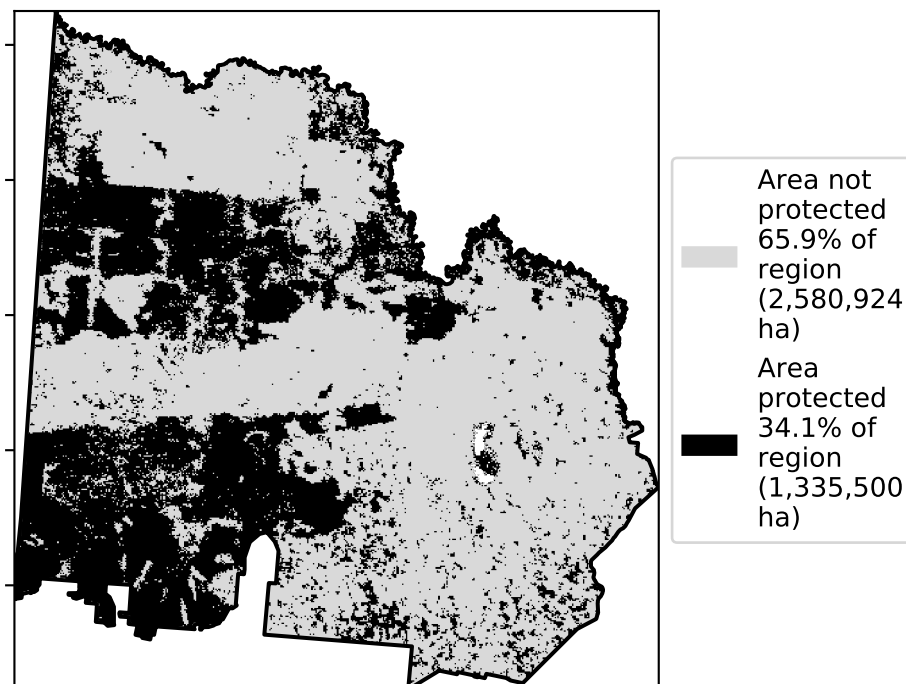 Area not
protected
65.9% of
region
(2,580,924
ha)
Area
protected
34.1% of
region
(1,335,500
ha)